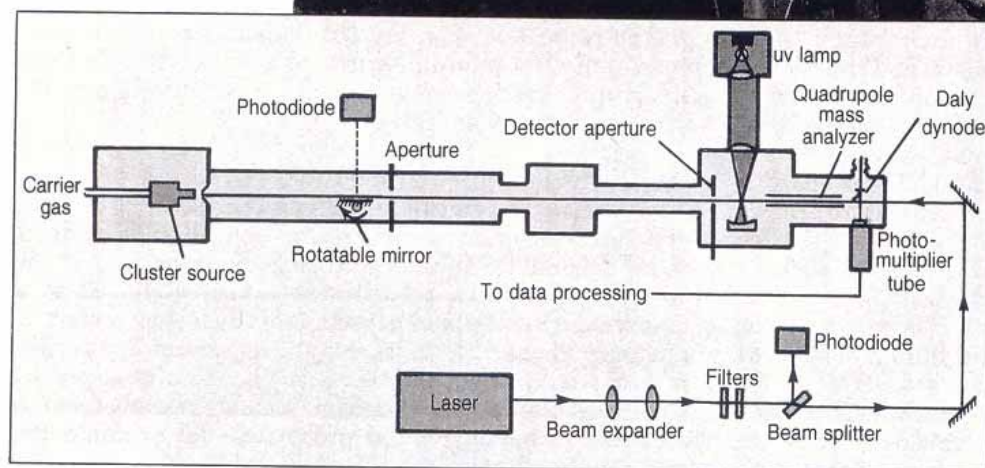 uv lamp
Photodiode
Quadrupole
mass
analyzer
Daly
dynode
Detector aperture
Aperture
Carrier
gas
Cluster source
Rotatable mirror
Photo-
multiplier
tube
To data processing
Photodiode
Laser
Filters
Beam expander
Beam splitter